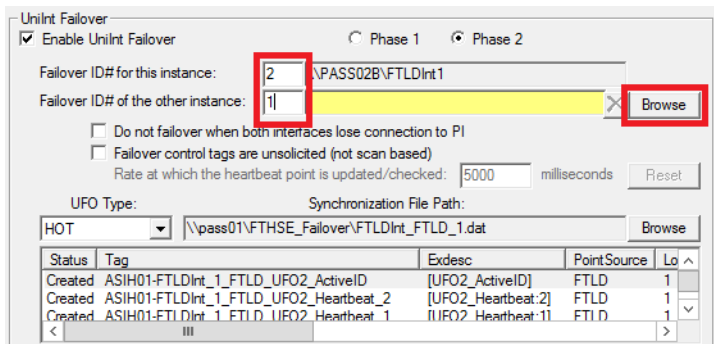 UniInt Failover
Enable UniInt Failover Phase 1 Phase 2
Failover ID# for this instance: 2 .\PASS02B\FTLDInt1
Failover ID# of the other instance: 1 Browse
Do not failover when both interfaces lose connection to PI
Failover control tags are unsolicited (not scan based)
Rate at which the heartbeat point is updated/checked: 5000 milliseconds Reset
UFO Type: Synchronization File Path:
HOT \\pass01\FTHSE_Failover\FTLDInt_FTLD_1.dat Browse
Status Tag Exdesc PointSource Lo
Created ASIH01-FTLDInt_1_FTLD_UFO2_ActiveID [UFO2_ActiveID] FTLD 1
Created ASIH01-FTLDInt_1_FTLD_UFO2_Heartbeat_2 [UFO2_Heartbeat:2] FTLD 1
Created ASIH01-FTLDInt_1_FTLD_UFO2_Heartbeat_1 [UFO2_Heartbeat:1] FTLD 1